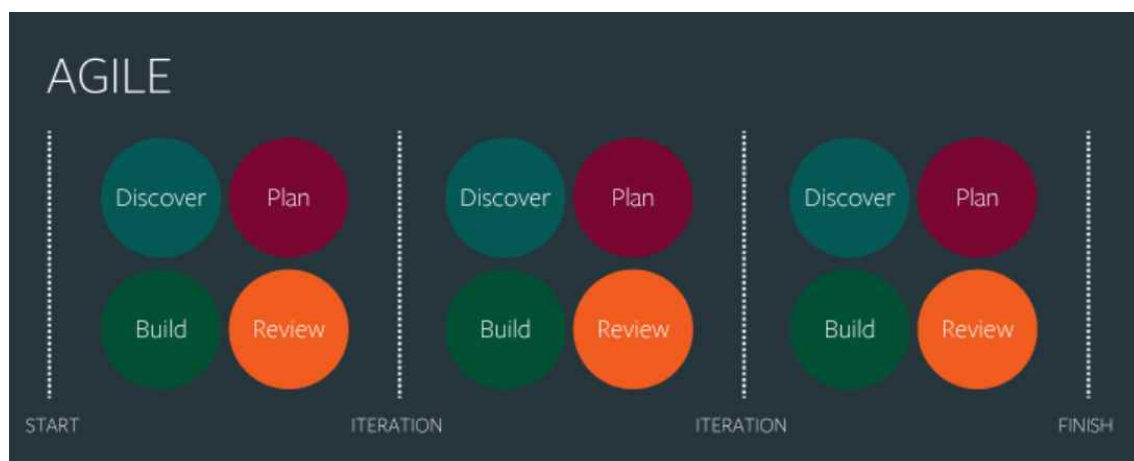 AGILE
Discover Plan Discover Plan Discover Plan
Build Review Build Review Build Review
START ITERATION ITERATION FINISH